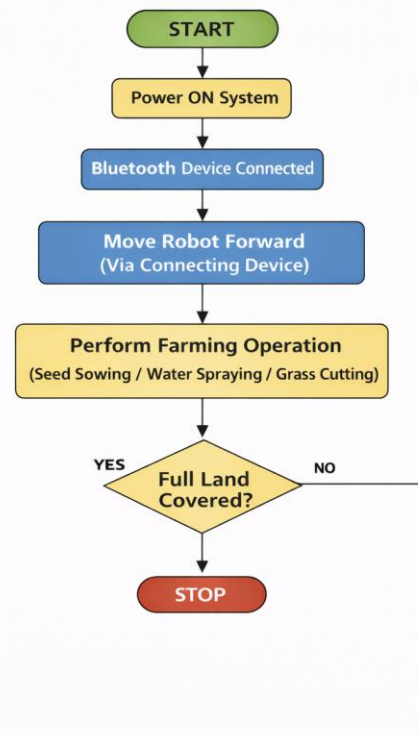 START
Power ON System
Bluetooth Device Connected
Move Robot Forward
(Via Connecting Device)
Perform Farming Operation
(Seed Sowing / Water Spraying / Grass Cutting)
YES
Full Land
Covered?
NO
STOP